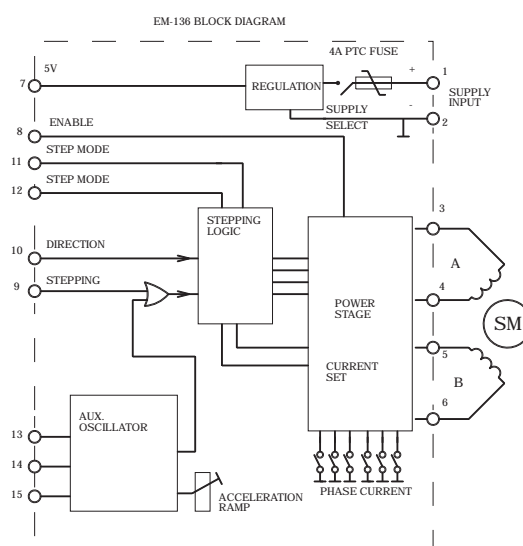 EM-136 BLOCK DIAGRAM
5V
7
4A PTC FUSE
+
1
REGULATION
SUPPLY
INPUT
-
2
SUPPLY
SELECT
8
ENABLE
11
STEP MODE
12
STEP MODE
3
STEPPING
LOGIC
10
DIRECTION
A
9
STEPPING
4
POWER
STAGE
SM
5
CURRENT
SET
B
6
AUX.
OSCILLATOR
13
14
15
ACCELERATION
RAMP
PHASE CURRENT